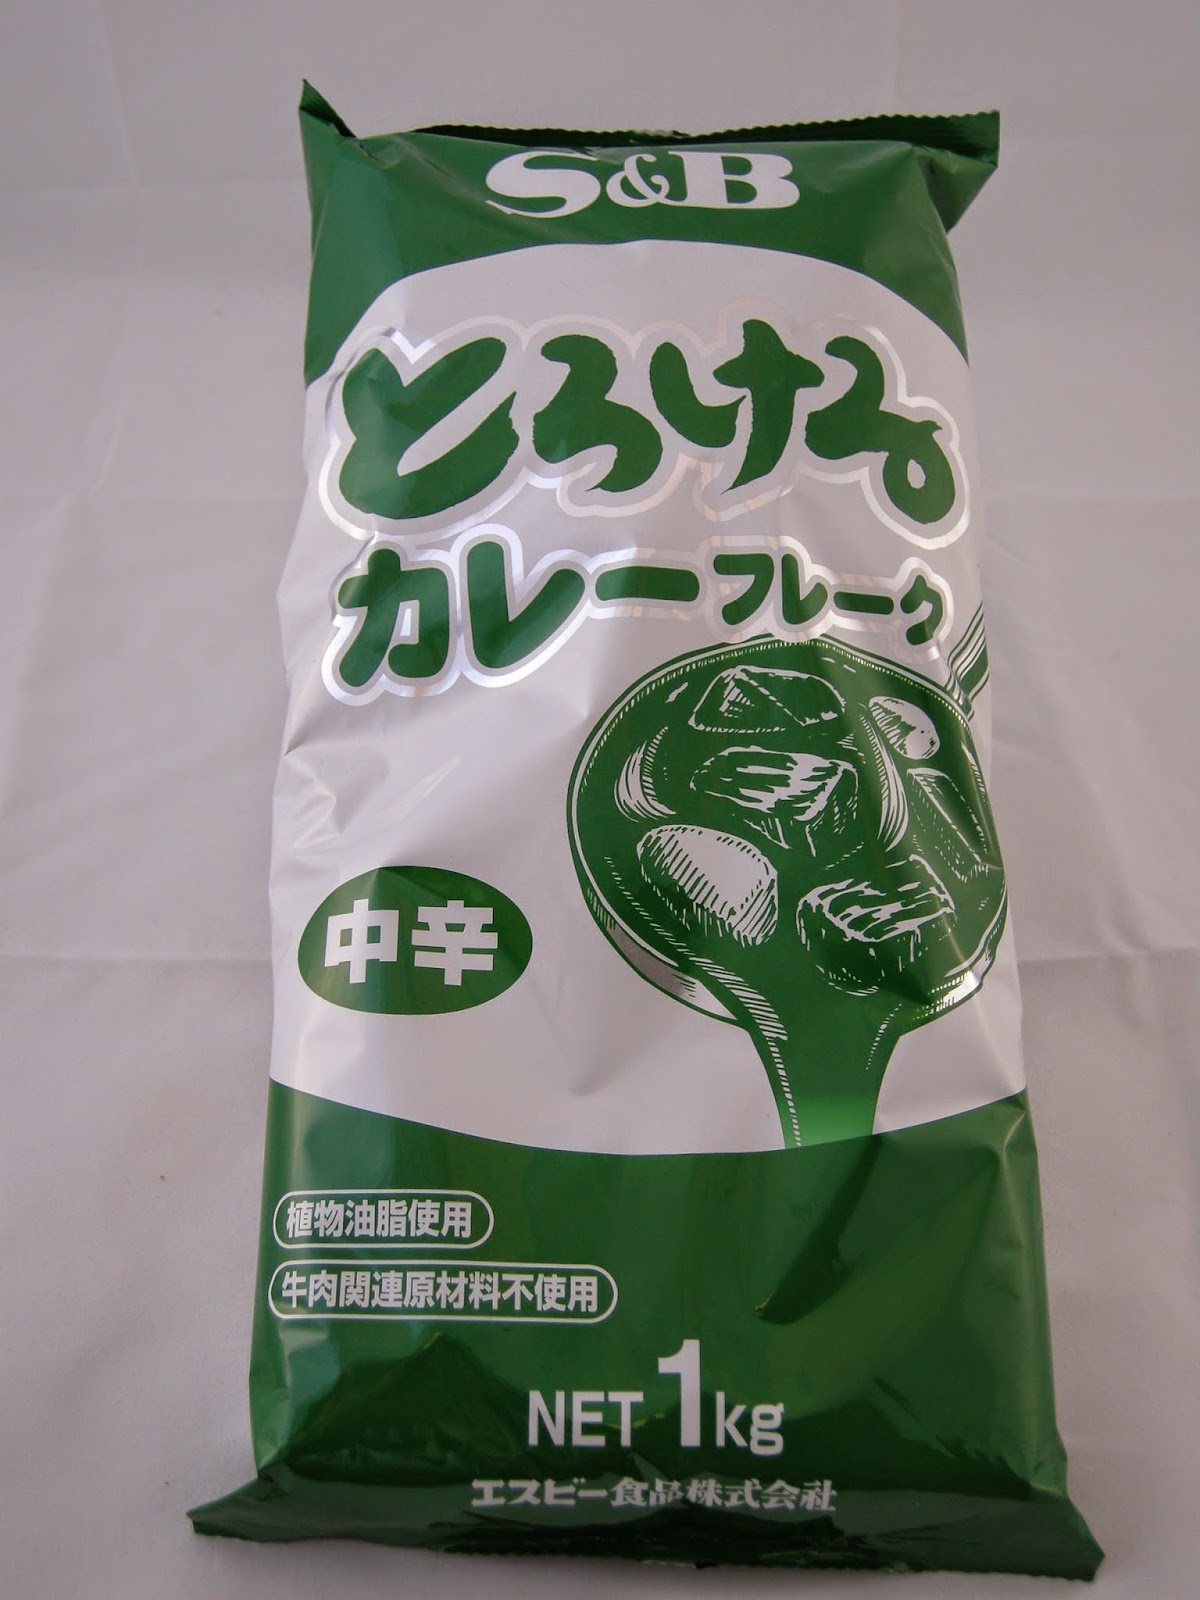 S&B
とろける
カレーフレーク
中辛
植物油脂使用
牛肉関連原材料不使用
NET 1kg
エスビー食品株式会社